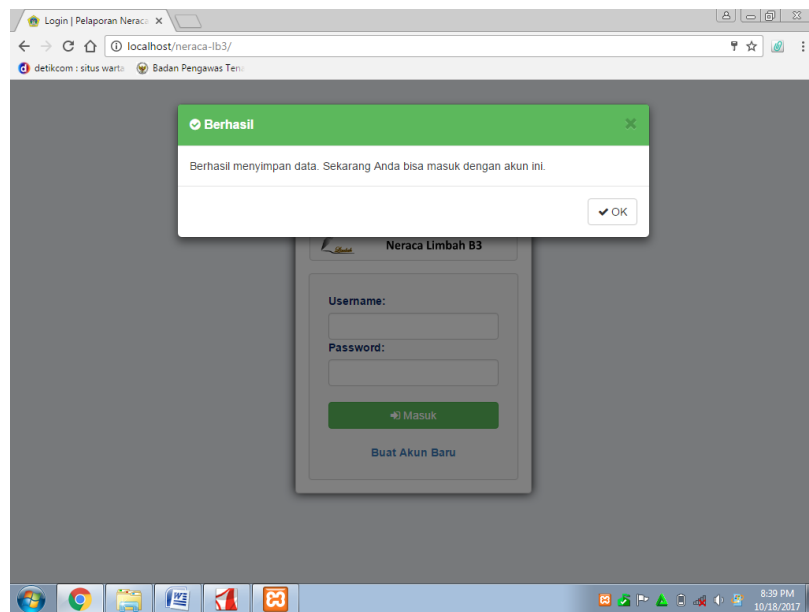 Login | Pelaporan Neraca
localhost/neraca-lb3/
detikcom : situs warta
Badan Pengawas Ten
Berhasil
Berhasil menyimpan data. Sekarang Anda bisa masuk dengan akun ini.
OK
Neraca Limbah B3
Username:
Password:
Masuk
Buat Akun Baru
8:39 PM
10/18/2017